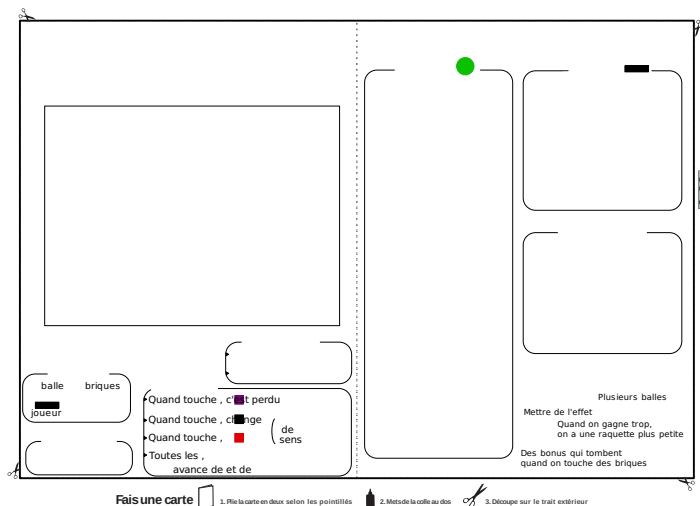 balle briques
joueur
Quand touche , c'est perdu
Quand touche , change
de
sens
Quand touche ,
Toutes les ,
avance de et de
Plusieurs balles
Mettre de l'effet
Quand on gagne trop,
on a une raquette plus petite
Des bonus qui tombent
quand on touche des briques
Fais une carte 1. Plie la carte en deux selon les pointillés 2. Mets de la colle au dos 3. Découpe sur le trait extérieur